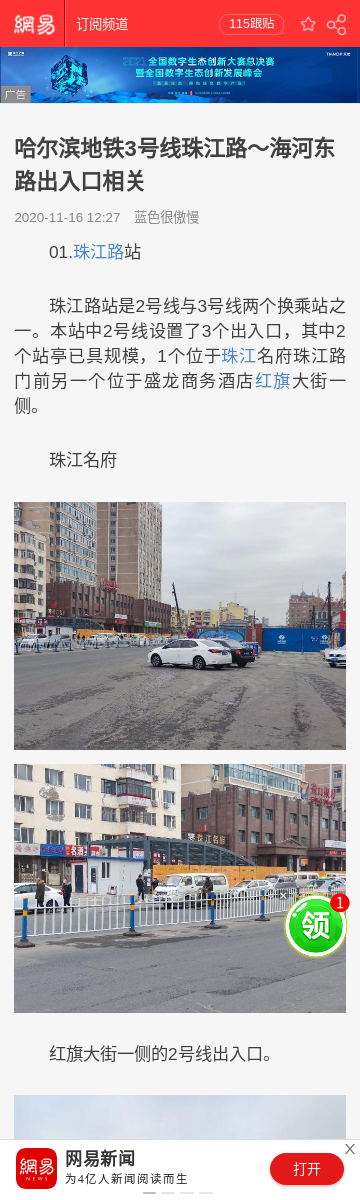 網易
订阅频道
115跟贴
全国数字生态创新大赛总决赛
暨全国数字生态创新发展峰会
广告
哈尔滨地铁3号线珠江路～海河东
路出入口相关
2020-11-16 12:27 蓝色很傲慢
01.珠江路站
珠江路站是2号线与3号线两个换乘站之
一。本站中2号线设置了3个出入口，其中2
个站亭已具规模，1个位于珠江名府珠江路
门前另一个位于盛龙商务酒店红旗大街一
侧。
珠江名府
珠江名府
领
1
红旗大街一侧的2号线出入口。
網易
NEWS
网易新闻
为4亿人新闻阅读而生
打开
X